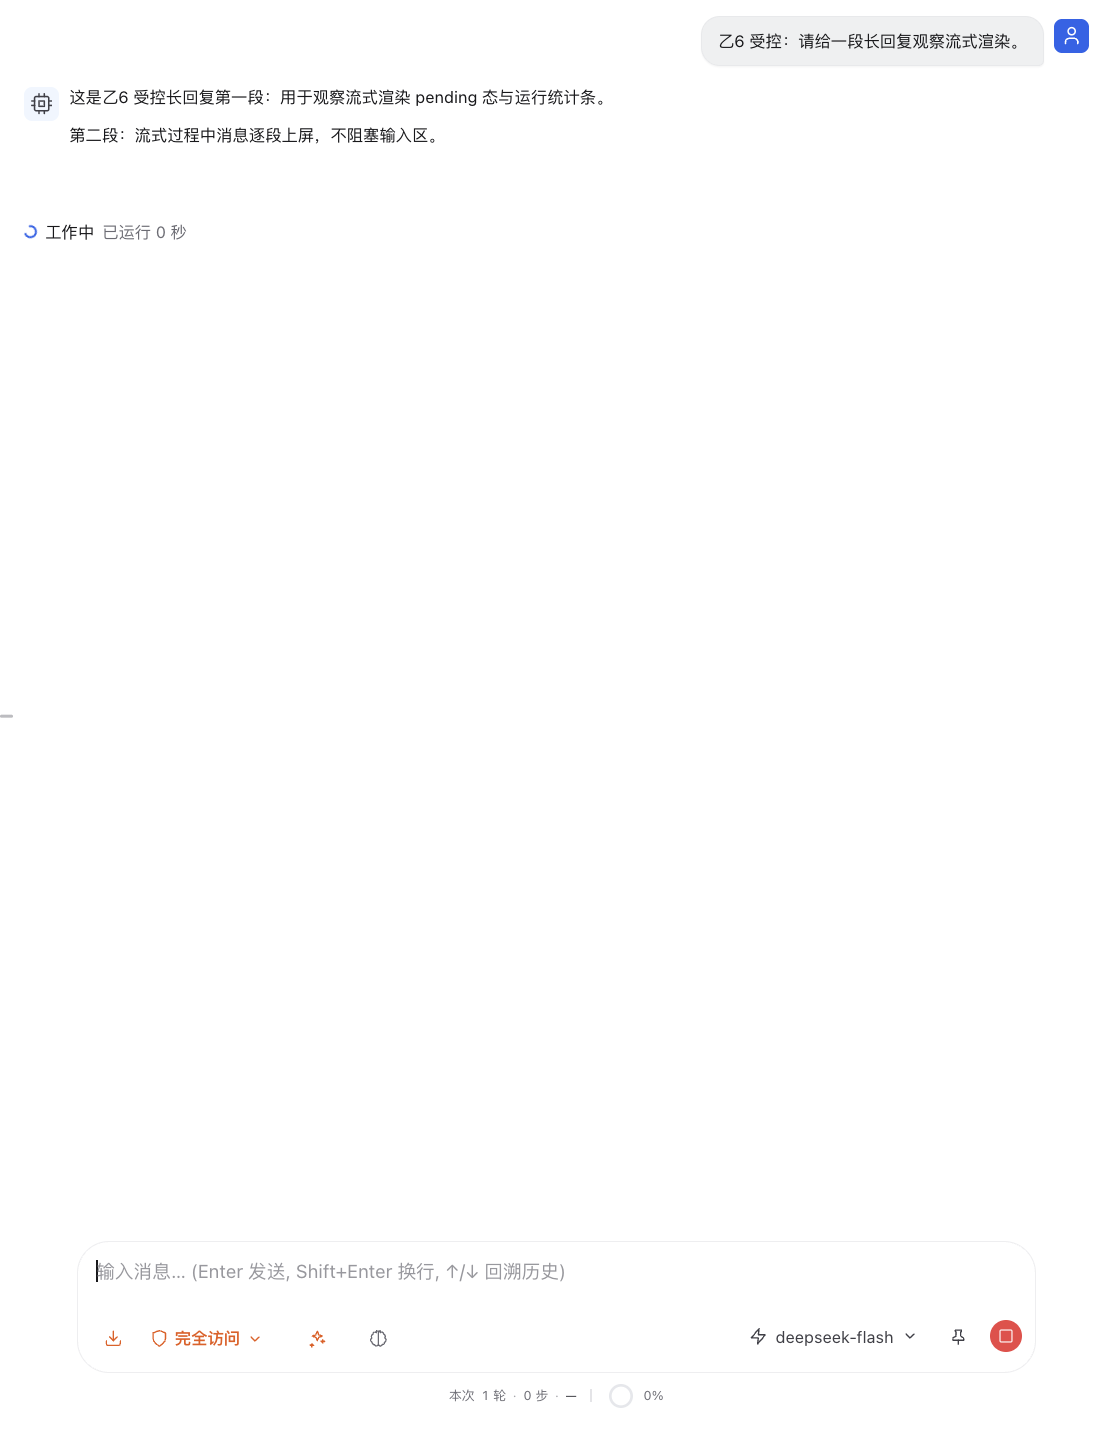 乙6 受控：请给一段长回复观察流式渲染。
这是乙6 受控长回复第一段：用于观察流式渲染 pending 态与运行统计条。
第二段：流式过程中消息逐段上屏，不阻塞输入区。
工作中 已运行 0 秒
输入消息... (Enter 发送, Shift+Enter 换行, ↑/↓ 回溯历史)
完全访问 deepseek-flash
本次 1 轮 · 0 步 · — | 0%